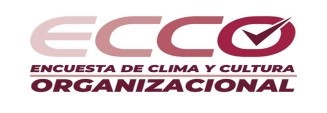 ECCO
ENCUESTA DE CLIMA Y CULTURA
ORGANIZACIONAL